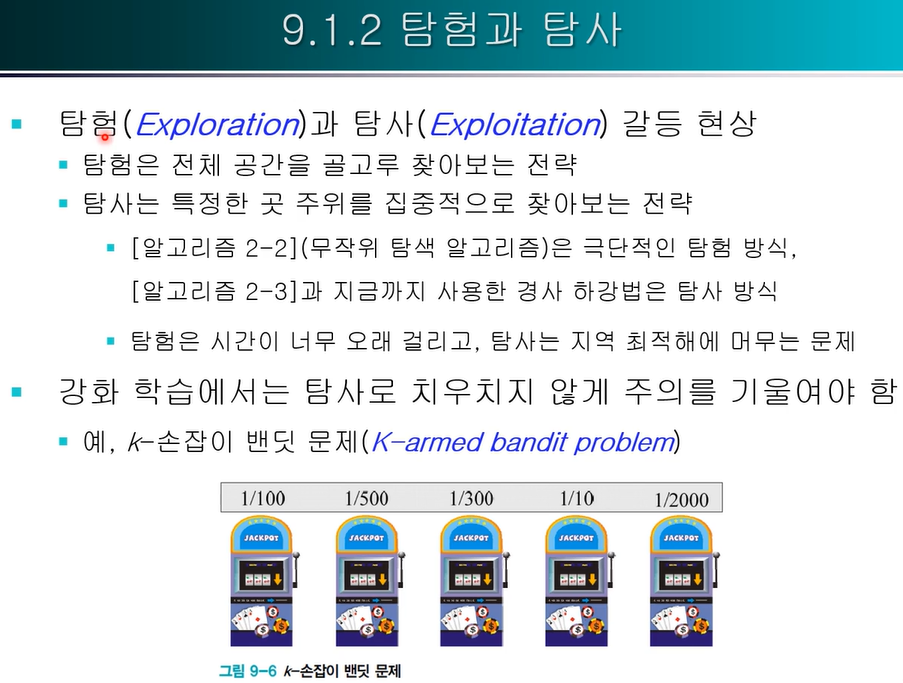 9.1.2 탐험과 탐사
탐험(Exploration)과 탐사(Exploitation) 갈등 현상
탐험은 전체 공간을 골고루 찾아보는 전략
탐사는 특정한 곳 주위를 집중적으로 찾아보는 전략
[알고리즘 2-2](무작위 탐색 알고리즘)은 극단적인 탐험 방식,
[알고리즘 2-3]과 지금까지 사용한 경사 하강법은 탐사 방식
탐험은 시간이 너무 오래 걸리고, 탐사는 지역 최적해에 머무는 문제
강화 학습에서는 탐사로 치우치지 않게 주의를 기울여야 함
예, k-손잡이 밴딧 문제(K-armed bandit problem)
1/100 1/500 1/300 1/10 1/2000
JACKPOT JACKPOT JACKPOT JACKPOT JACKPOT
그림 9-6 k-손잡이 밴딧 문제